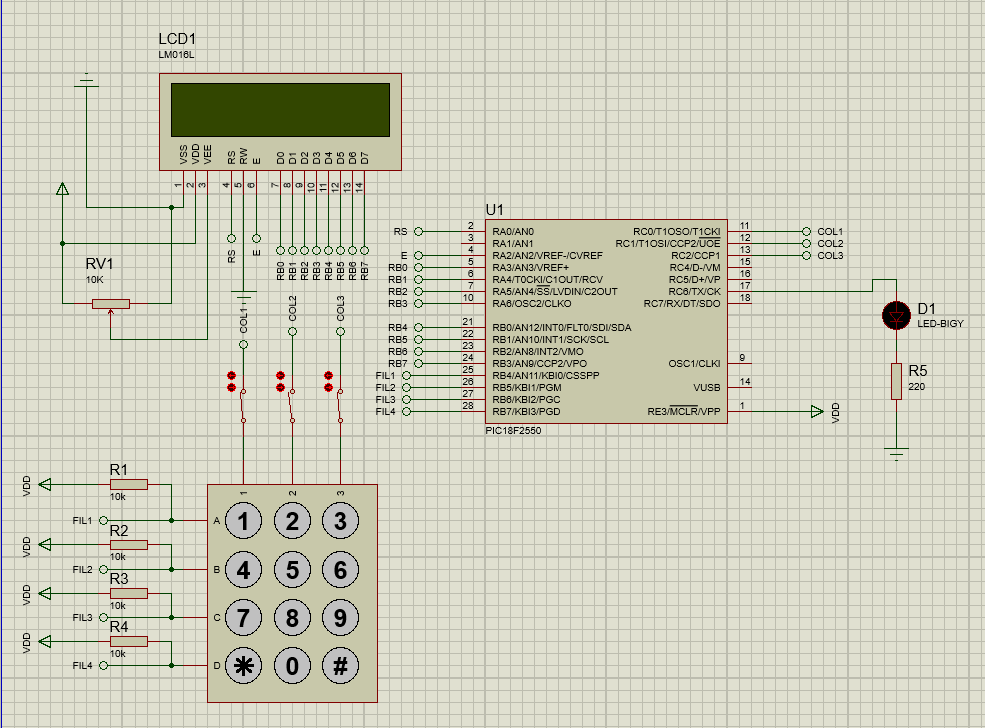 LCD1
LM016L
VSS
VDD
VEE
RS
RW
E
D0
D1
D2
D3
D4
D5
D6
D7
1
2
3
4
5
6
7
8
9
10
11
12
13
14
RS
E
RB0
RB1
RB2
RB3
RB4
RB5
RB6
RB7
RV1
10K
COL1
COL2
COL3
U1
RS 2 RA0/AN0
3 RA1/AN1
E 4 RA2/AN2/VREF-/CVREF
RB0 5 RA3/AN3/VREF+
RB1 6 RA4/T0CKI/C1OUT/RCV
RB2 7 RA5/AN4/SS/LVDIN/C2OUT
RB3 10 RA6/OSC2/CLKO
RB4 21 RB0/AN12/INT0/FLT0/SDI/SDA
RB5 22 RB1/AN10/INT1/SCK/SCL
RB6 23 RB2/AN8/INT2/VMO
RB7 24 RB3/AN9/CCP2/VPO
FIL1 25 RB4/AN11/KBI0/CSSPP
FIL2 26 RB5/KBI1/PGM
FIL3 27 RB6/KBI2/PGC
FIL4 28 RB7/KBI3/PGD
RC0/T1OSO/T1CKI 11 COL1
RC1/T1OSI/CCP2/UOE 12 COL2
RC2/CCP1 13 COL3
RC4/D-/VM 15
RC5/D+/VP 16
RC6/TX/CK 17
RC7/RX/DT/SDO 18
OSC1/CLKI 9
VUSB 14
RE3/MCLR/VPP 1 VDD
PIC18F2550
D1
LED-BIGY
R5
220
VDD
R1
10k
FIL1
VDD
R2
10k
FIL2
VDD
R3
10k
FIL3
VDD
R4
10k
FIL4
1 2 3
A 1 2 3
B 4 5 6
C 7 8 9
D * 0 #